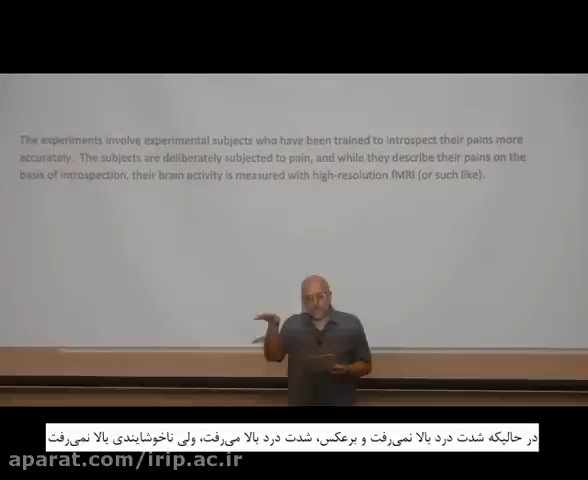 The experiments involve experimental subjects who have been trained to introspect their pains more
accurately. The subjects are deliberately subjected to pain, and while they describe their pains on the
basis of introspection, their brain activity is measured with high-resolution fMRI (or such like).
در حالیکه شدت درد بالا نمی‌رفت و برعکس، شدت درد بالا می‌رفت، ولی ناخوشایندی بالا نمی‌رفت
aparat.com/irip.ac.ir